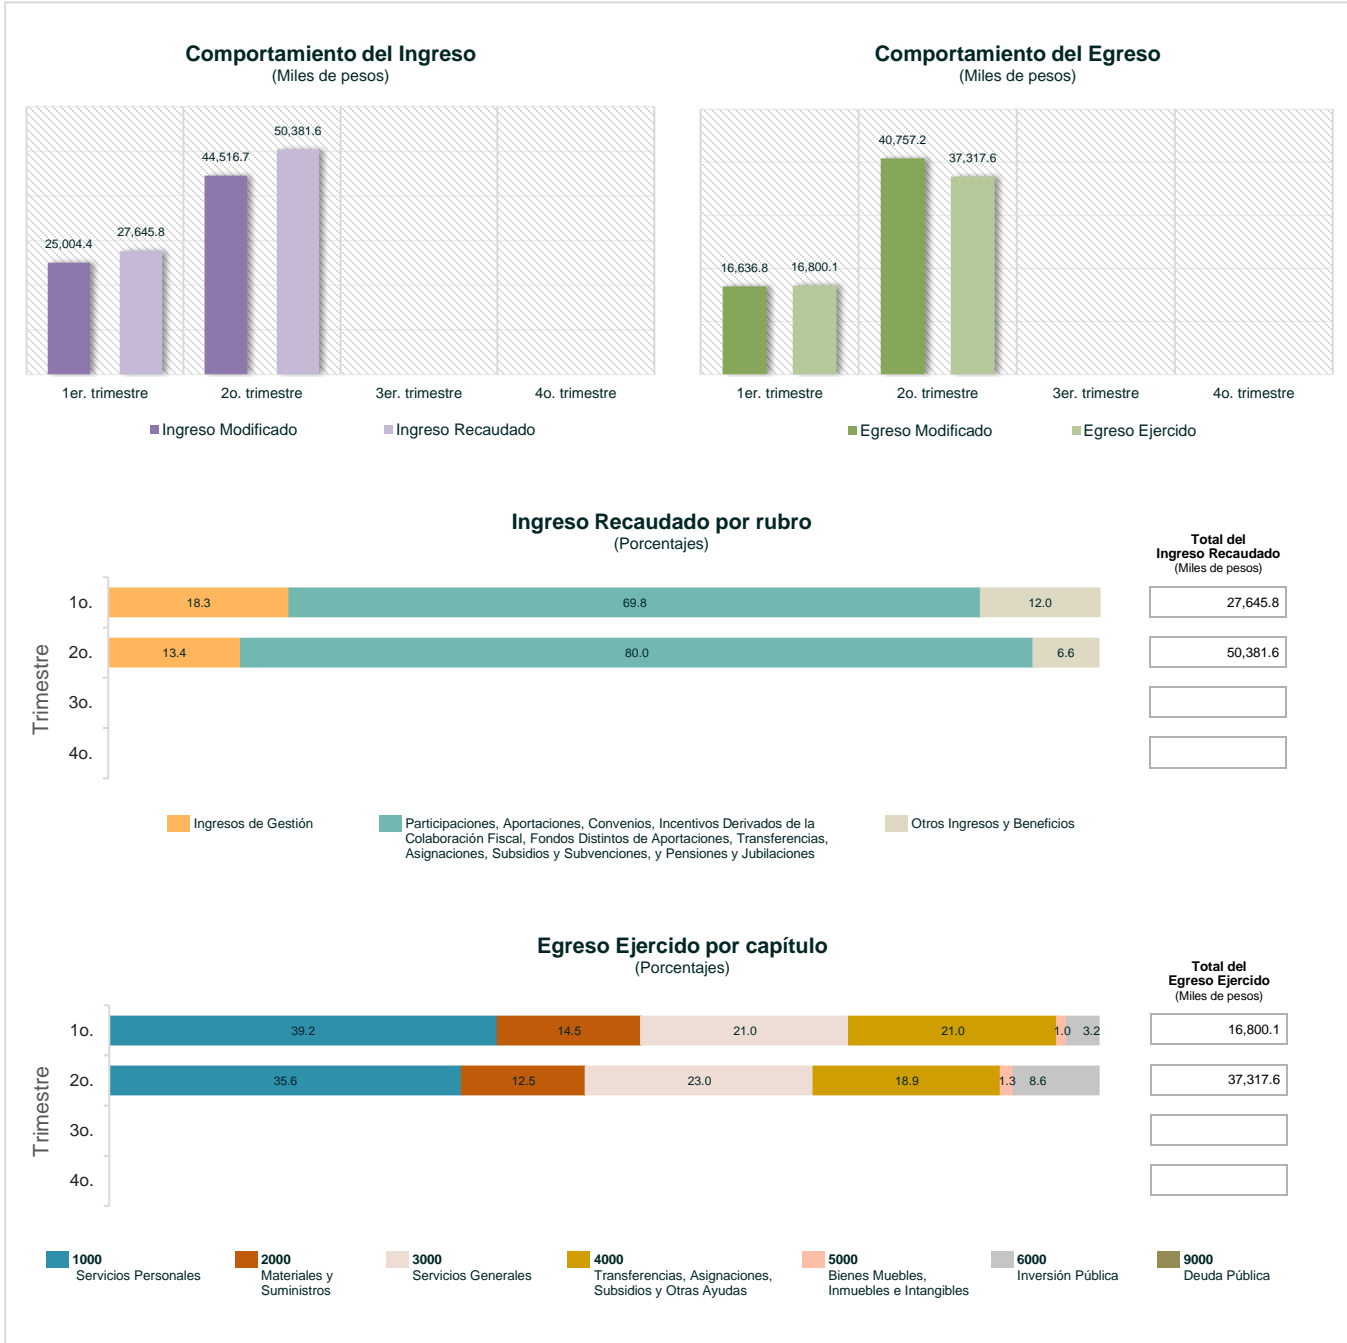 Comportamiento del Ingreso
(Miles de pesos)
50,381.6
44,516.7
27,645.8
25,004.4
1er. trimestre 2o. trimestre 3er. trimestre 4o. trimestre
Ingreso Modificado Ingreso Recaudado
Comportamiento del Egreso
(Miles de pesos)
40,757.2
37,317.6
16,636.8 16,800.1
1er. trimestre 2o. trimestre 3er. trimestre 4o. trimestre
Egreso Modificado Egreso Ejercido
Ingreso Recaudado por rubro
(Porcentajes)
Total del
Ingreso Recaudado
(Miles de pesos)
Trimestre
1o. 18.3 69.8 12.0 27,645.8
2o. 13.4 80.0 6.6 50,381.6
3o.
4o.
Ingresos de Gestión
Participaciones, Aportaciones, Convenios, Incentivos Derivados de la
Colaboración Fiscal, Fondos Distintos de Aportaciones, Transferencias,
Asignaciones, Subsidios y Subvenciones, y Pensiones y Jubilaciones
Otros Ingresos y Beneficios
Egreso Ejercido por capítulo
(Porcentajes)
Total del
Egreso Ejercido
(Miles de pesos)
Trimestre
1o. 39.2 14.5 21.0 21.0 1.0 3.2 16,800.1
2o. 35.6 12.5 23.0 18.9 1.3 8.6 37,317.6
3o.
4o.
1000
Servicios Personales
2000
Materiales y
Suministros
3000
Servicios Generales
4000
Transferencias, Asignaciones,
Subsidios y Otras Ayudas
5000
Bienes Muebles,
Inmuebles e Intangibles
6000
Inversión Pública
9000
Deuda Pública